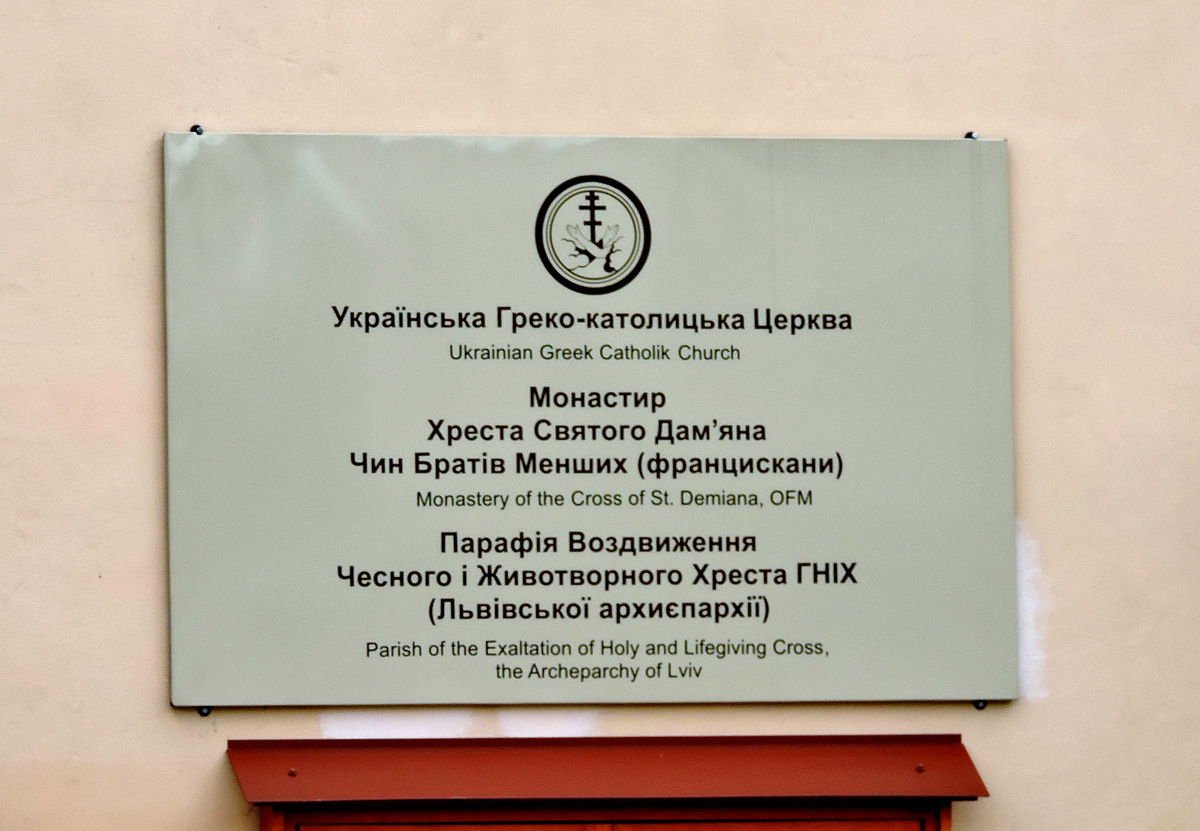 Українська Греко-католицька Церква
Ukrainian Greek Catholik Church
Монастир
Хреста Святого Дам’яна
Чин Братів Менших (францискани)
Monastery of the Cross of St. Demiana, OFM
Парафія Воздвиження
Чесного і Животворного Хреста ГНІХ
(Львівської архиєпархії)
Parish of the Exaltation of Holy and Lifegiving Cross,
the Archeparchy of Lviv